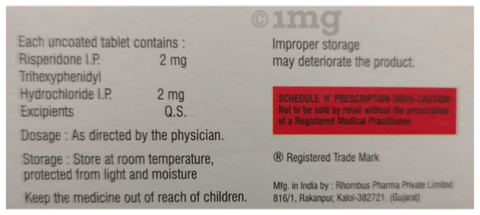 ©1mg
Each uncoated tablet contains :
Risperidone I.P. 2 mg
Trihexyphenidyl
Hydrochloride I.P. 2 mg
Excipients Q.S.
Dosage : As directed by the physician.
Storage : Store at room temperature,
protected from light and moisture
Keep the medicine out of reach of children.
Improper storage
may deteriorate the product.
SCHEDULE 'H' PRESCRIPTION DRUG-CAUTION
Not to be sold by retail without the prescription
of a Registered Medical Practitioner.
® Registered Trade Mark
Mfg. in India by : Rhombus Pharma Private Limited
816/1, Rakanpur, Kalol-382721. (Gujarat)